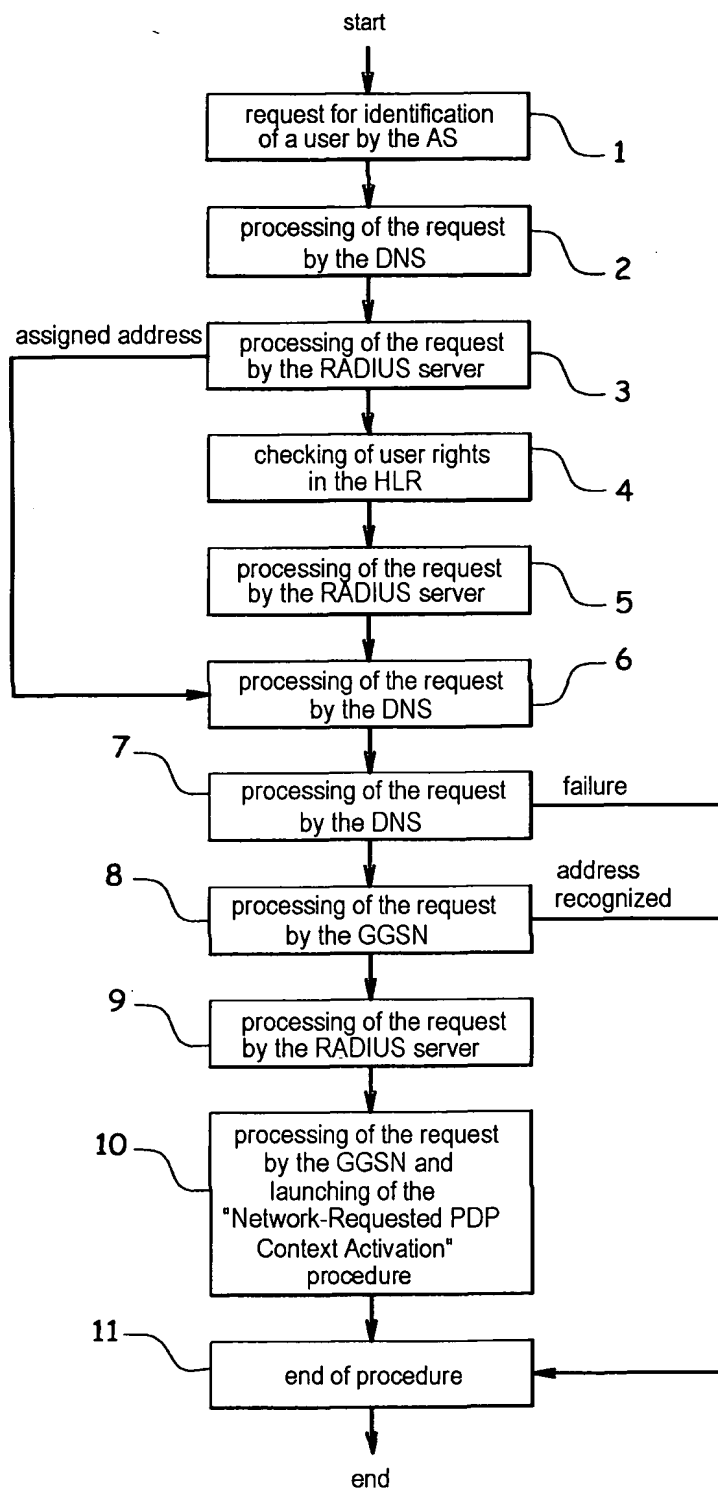 start
request for identification
of a user by the AS
1
processing of the request
by the DNS
2
assigned address
processing of the request
by the RADIUS server
3
checking of user rights
in the HLR
4
processing of the request
by the RADIUS server
5
processing of the request
by the DNS
6
7
processing of the request
by the DNS
failure
8
processing of the request
by the GGSN
address
recognized
9
processing of the request
by the RADIUS server
10
processing of the request
by the GGSN and
launching of the
"Network-Requested PDP
Context Activation"
procedure
11
end of procedure
end